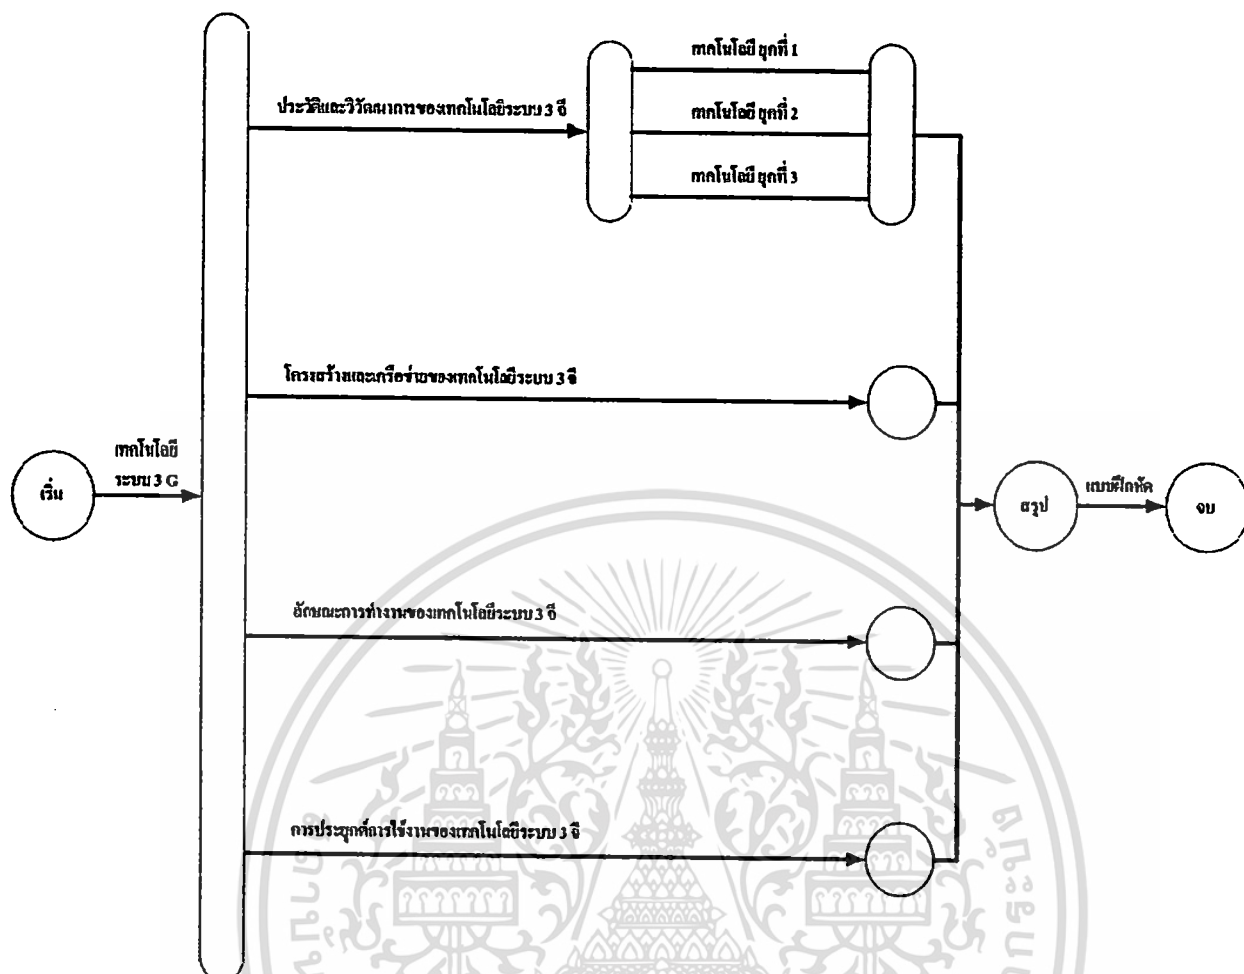 เทคโนโลยี ยุคที่ 1
ประวัติและวิวัฒนาการของเทคโนโลยีระบบ 3 จี
เทคโนโลยี ยุคที่ 2
เทคโนโลยี ยุคที่ 3
โครงสร้างและเครือข่ายของเทคโนโลยีระบบ 3 จี
เทคโนโลยี
ระบบ 3 G
เริ่ม
สรุป
แบบฝึกหัด
จบ
ลักษณะการทำงานของเทคโนโลยีระบบ 3 จี
การประยุกต์การใช้งานของเทคโนโลยีระบบ 3 จี